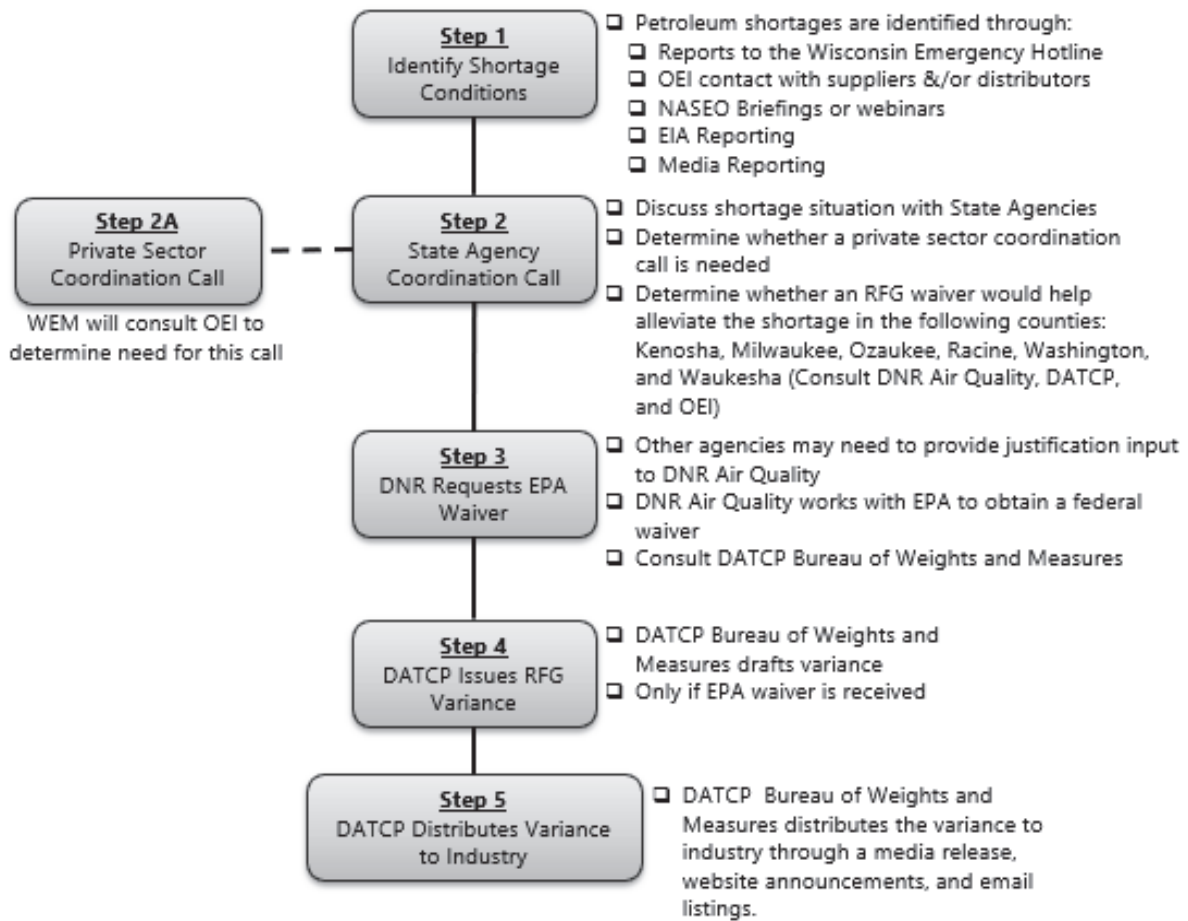 Step 1
Identify Shortage
Conditions
❑ Petroleum shortages are identified through:
❑ Reports to the Wisconsin Emergency Hotline
❑ OEI contact with suppliers &/or distributors
❑ NASEO Briefings or webinars
❑ EIA Reporting
❑ Media Reporting
Step 2A
Private Sector
Coordination Call
WEM will consult OEI to
determine need for this call
Step 2
State Agency
Coordination Call
❑ Discuss shortage situation with State Agencies
❑ Determine whether a private sector coordination
call is needed
❑ Determine whether an RFG waiver would help
alleviate the shortage in the following counties:
Kenosha, Milwaukee, Ozaukee, Racine, Washington,
and Waukesha (Consult DNR Air Quality, DATCP,
and OEI)
Step 3
DNR Requests EPA
Waiver
❑ Other agencies may need to provide justification input
to DNR Air Quality
❑ DNR Air Quality works with EPA to obtain a federal
waiver
❑ Consult DATCP Bureau of Weights and Measures
Step 4
DATCP Issues RFG
Variance
❑ DATCP Bureau of Weights and
Measures drafts variance
❑ Only if EPA waiver is received
Step 5
DATCP Distributes Variance
to Industry
❑ DATCP Bureau of Weights and
Measures distributes the variance to
industry through a media release,
website announcements, and email
listings.